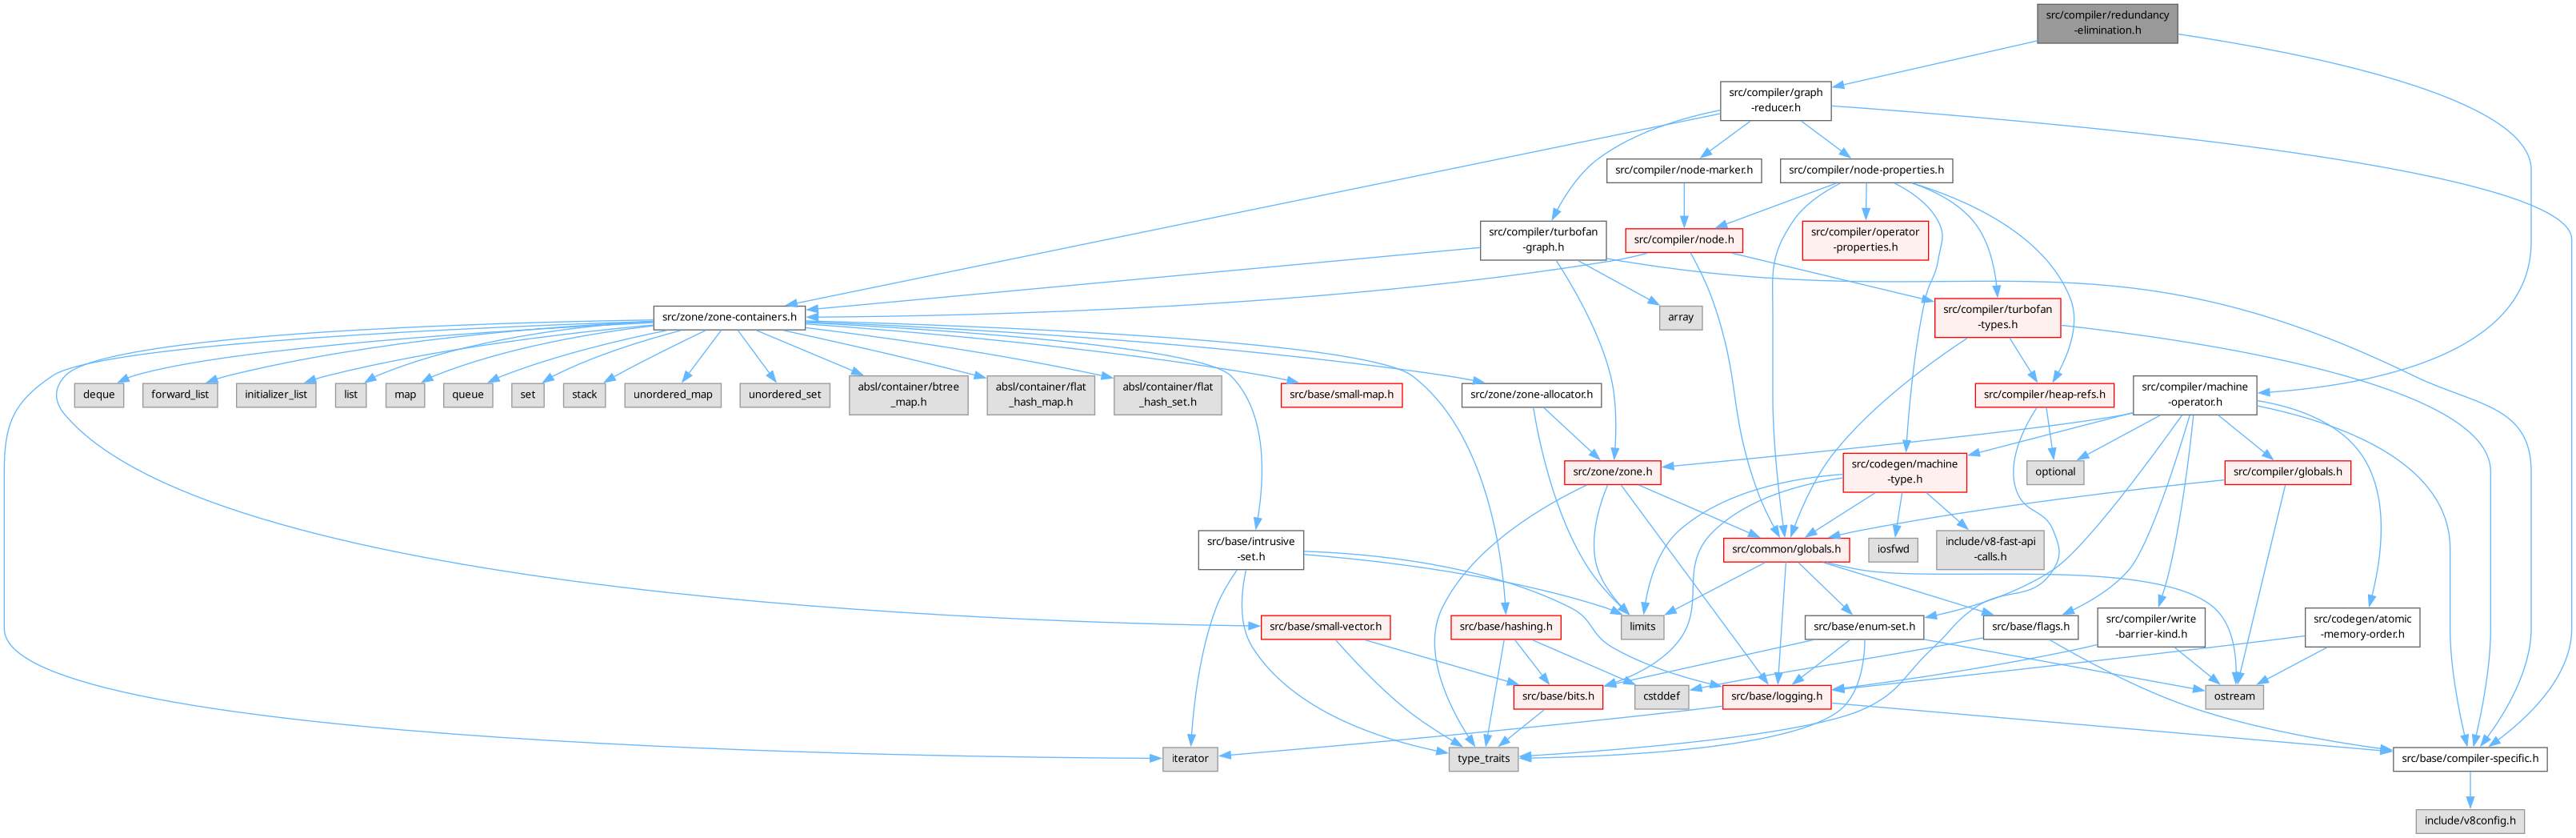 src/compiler/redundancy
-elimination.h
src/compiler/graph
-reducer.h
src/compiler/node-marker.h
src/compiler/node-properties.h
src/compiler/turbofan
-graph.h
src/compiler/node.h
src/compiler/operator
-properties.h
src/zone/zone-containers.h
array
src/compiler/turbofan
-types.h
deque
forward_list
initializer_list
list
map
queue
set
stack
unordered_map
unordered_set
absl/container/btree
_map.h
absl/container/flat
_hash_map.h
absl/container/flat
_hash_set.h
src/base/small-map.h
src/zone/zone-allocator.h
src/compiler/heap-refs.h
src/compiler/machine
-operator.h
src/zone/zone.h
src/codegen/machine
-type.h
optional
src/compiler/globals.h
src/base/intrusive
-set.h
src/common/globals.h
iosfwd
include/v8-fast-api
-calls.h
src/base/small-vector.h
src/base/hashing.h
limits
src/base/enum-set.h
src/base/flags.h
src/compiler/write
-barrier-kind.h
src/codegen/atomic
-memory-order.h
src/base/bits.h
cstddef
src/base/logging.h
ostream
iterator
type_traits
src/base/compiler-specific.h
include/v8config.h